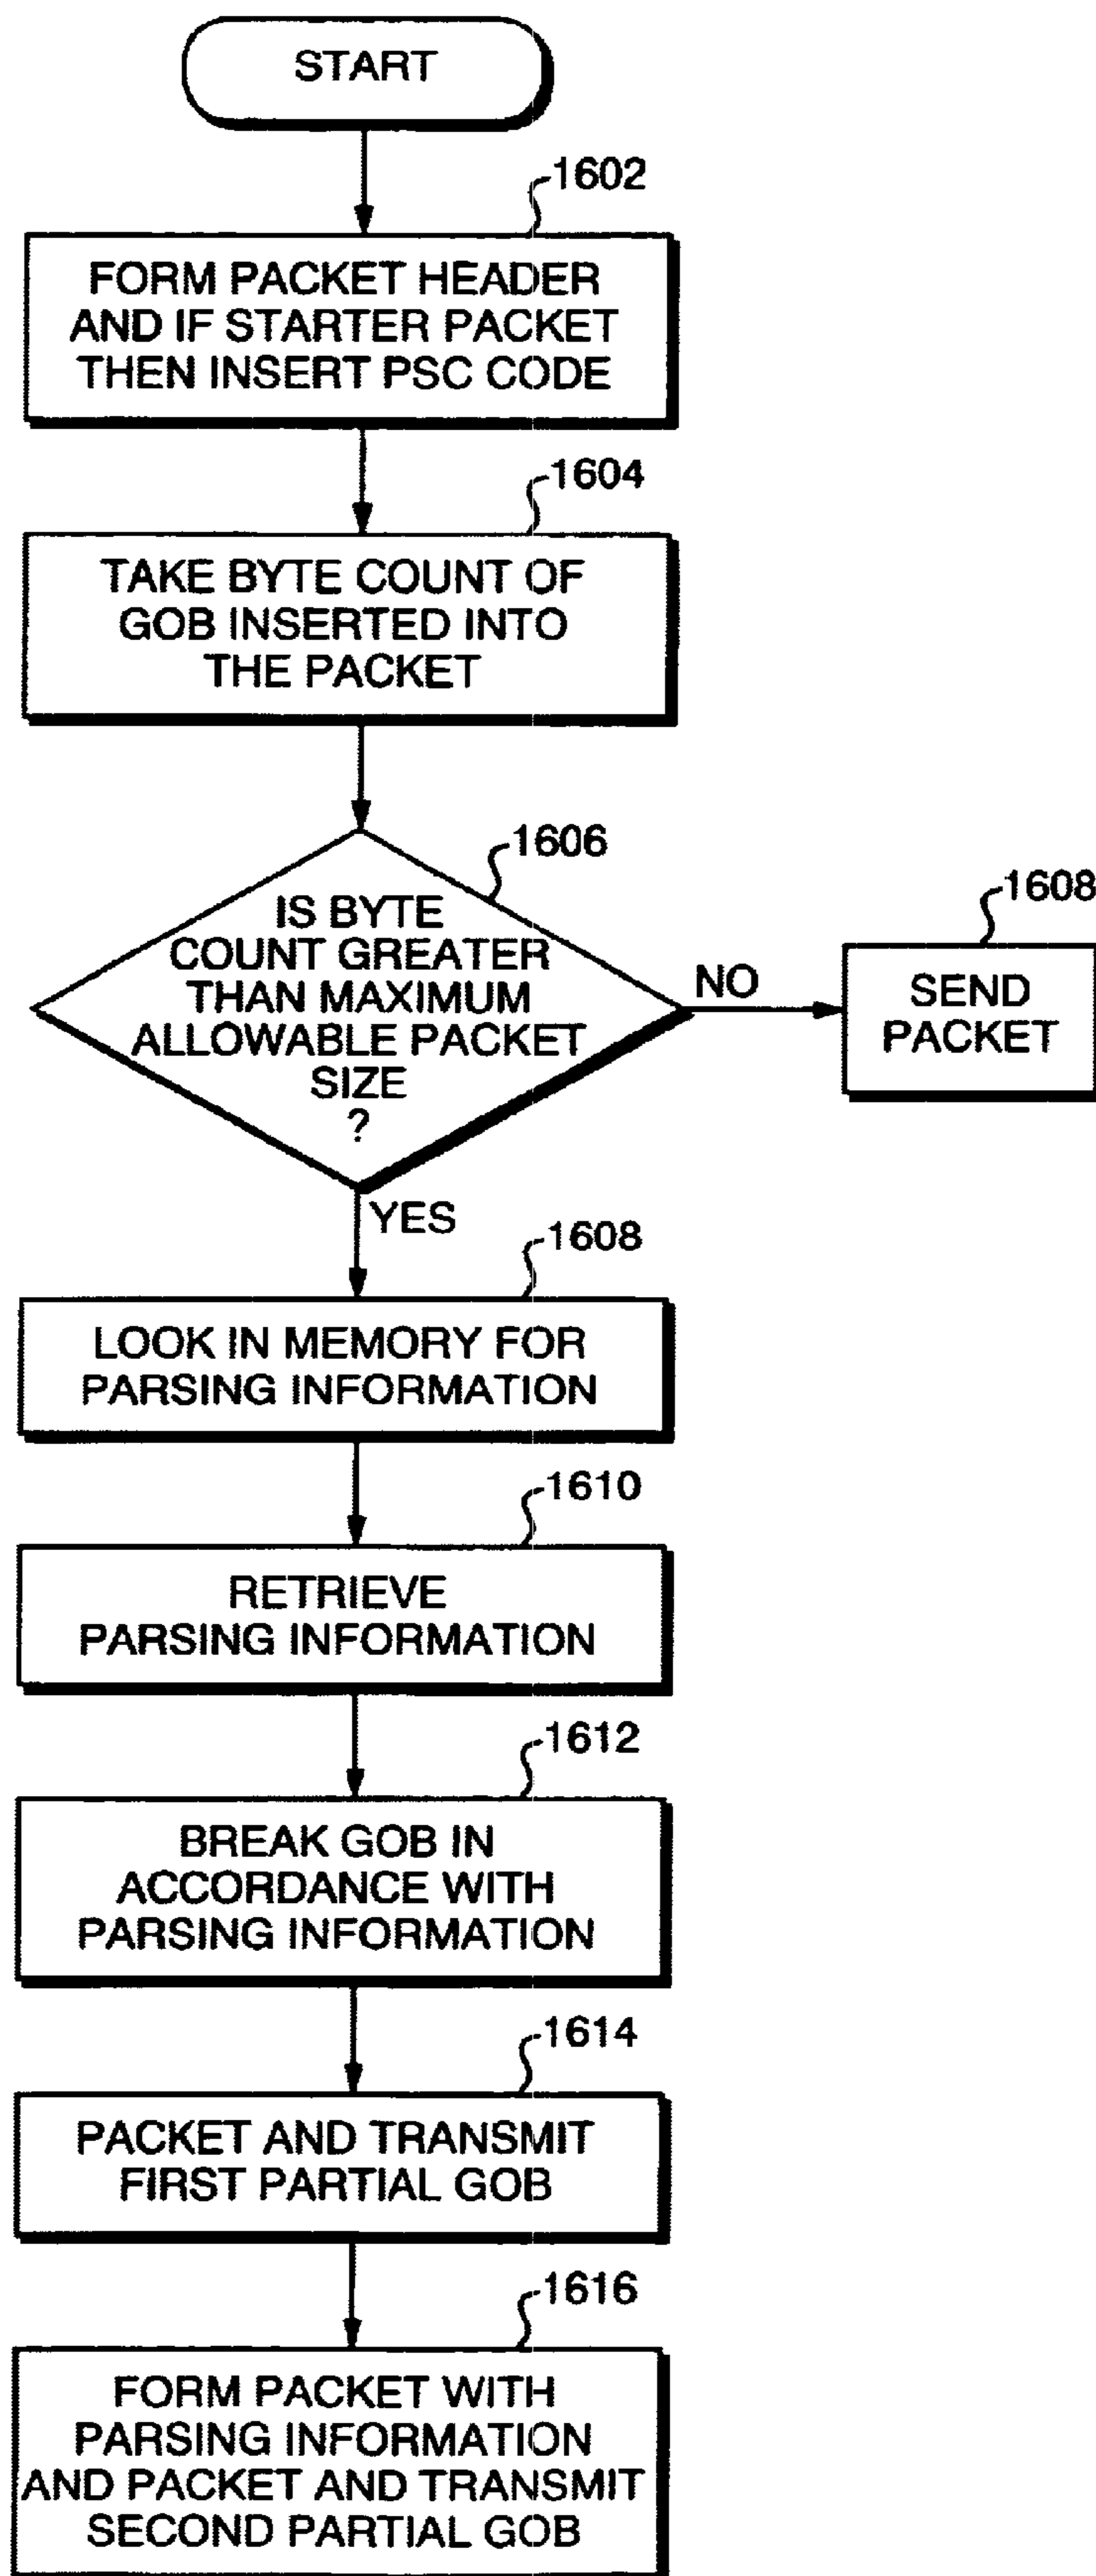 START
1602
FORM PACKET HEADER
AND IF STARTER PACKET
THEN INSERT PSC CODE
1604
TAKE BYTE COUNT OF
GOB INSERTED INTO
THE PACKET
1606
IS BYTE
COUNT GREATER
THAN MAXIMUM
ALLOWABLE PACKET
SIZE
?
NO
1608
SEND
PACKET
YES
1608
LOOK IN MEMORY FOR
PARSING INFORMATION
1610
RETRIEVE
PARSING INFORMATION
1612
BREAK GOB IN
ACCORDANCE WITH
PARSING INFORMATION
1614
PACKET AND TRANSMIT
FIRST PARTIAL GOB
1616
FORM PACKET WITH
PARSING INFORMATION
AND PACKET AND TRANSMIT
SECOND PARTIAL GOB